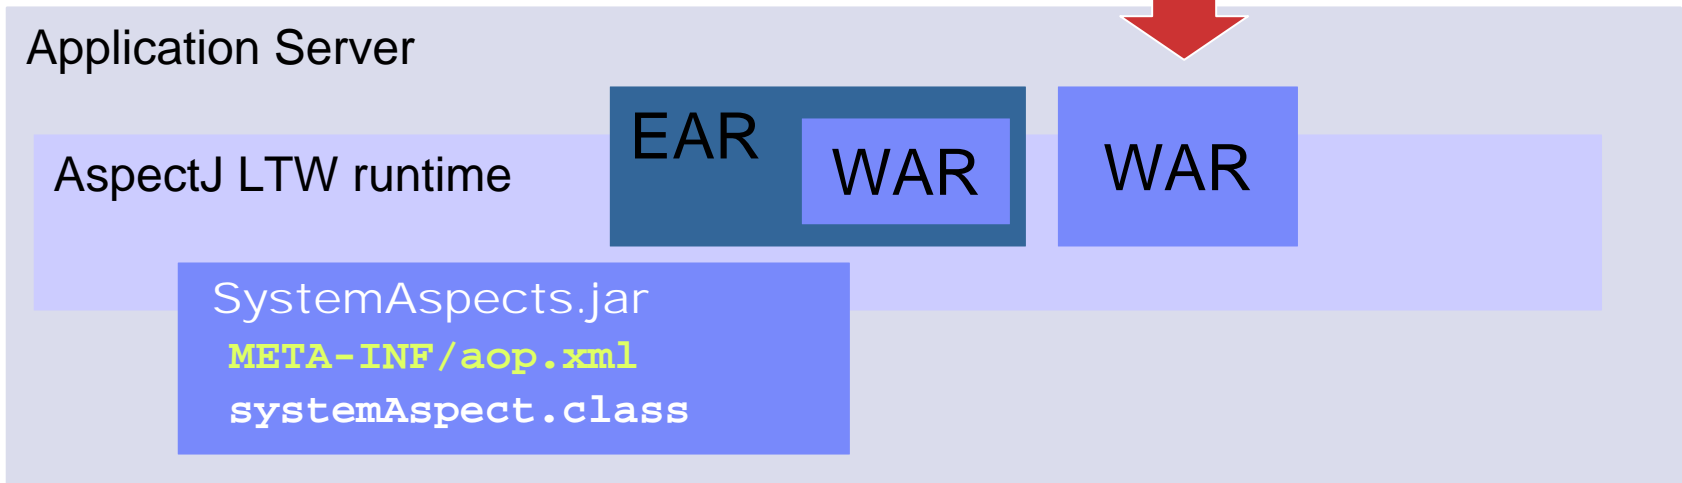 Application Server
EAR
WAR
WAR
AspectJ LTW runtime
SystemAspects.jar
META-INF/aop.xml
systemAspect.class